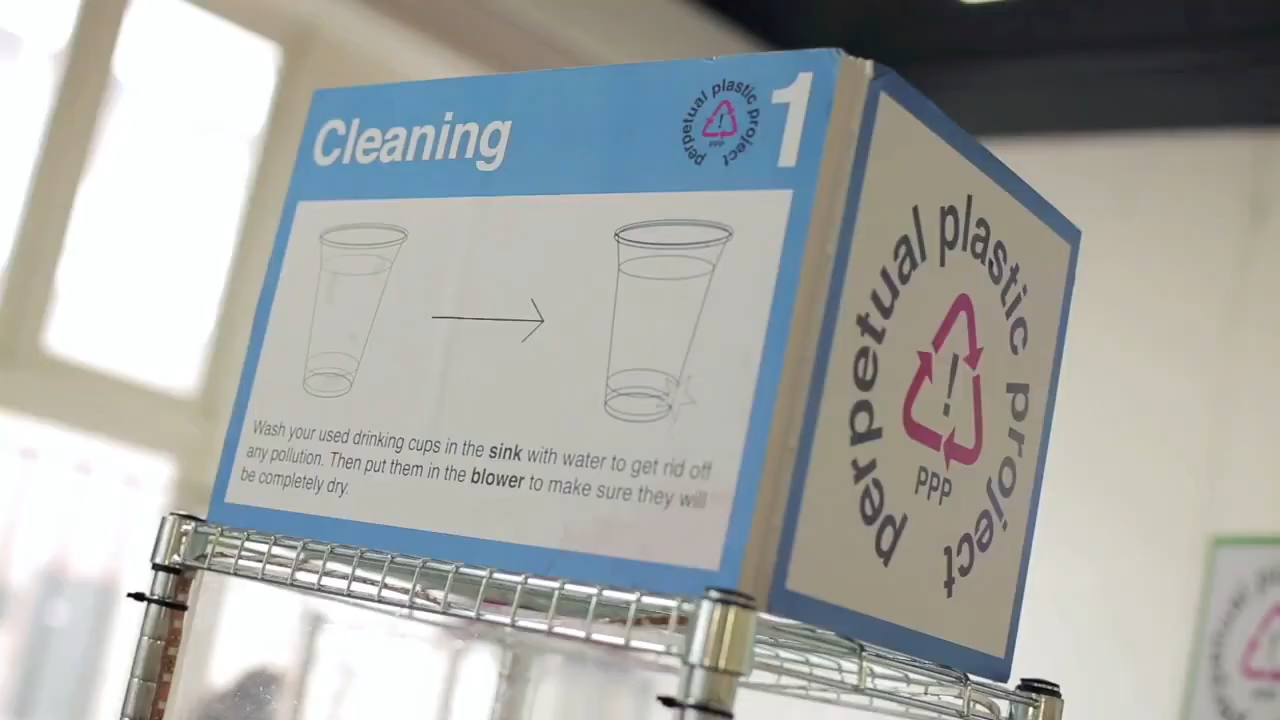 Cleaning
perpetual plastic project
!
PPP
1
Wash your used drinking cups in the sink with water to get rid off
any pollution. Then put them in the blower to make sure they will
be completely dry.
perpetual plastic project
!
PPP